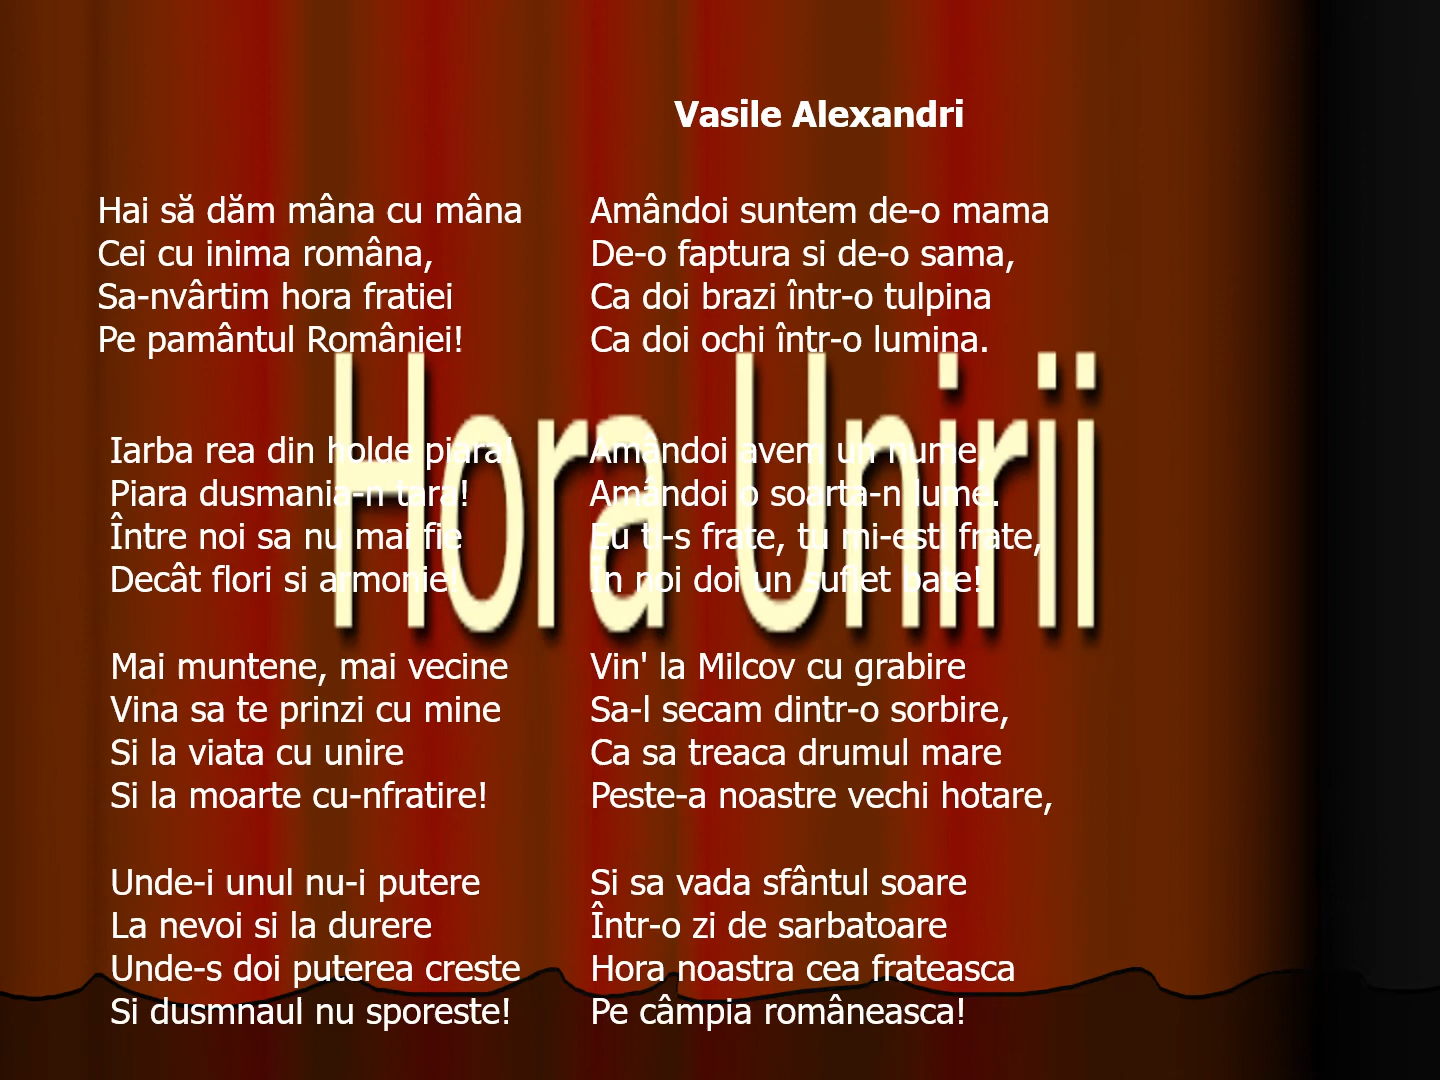 Vasile Alexandri
Hai să dăm mâna cu mâna
Cei cu inima româna,
Sa-nvârtim hora fratiei
Pe pamântul României!
Iarba rea din holde piara!
Piara dusmania-n tara!
Între noi sa nu mai fie
Decât flori si armonie!
Mai muntene, mai vecine
Vina sa te prinzi cu mine
Si la viata cu unire
Si la moarte cu-nfratire!
Unde-i unul nu-i putere
La nevoi si la durere
Unde-s doi puterea creste
Si dusmnaul nu sporeste!
Amândoi suntem de-o mama
De-o faptura si de-o sama,
Ca doi brazi într-o tulpina
Ca doi ochi într-o lumina.
Amândoi avem un nume,
Amândoi o soarta-n lume.
Eu ti-s frate, tu mi-esti frate,
În noi doi un suflet bate!
Vin' la Milcov cu grabire
Sa-l secam dintr-o sorbire,
Ca sa treaca drumul mare
Peste-a noastre vechi hotare,
Si sa vada sfântul soare
Într-o zi de sarbatoare
Hora noastra cea frateasca
Pe câmpia româneasca!
Hora Unirii